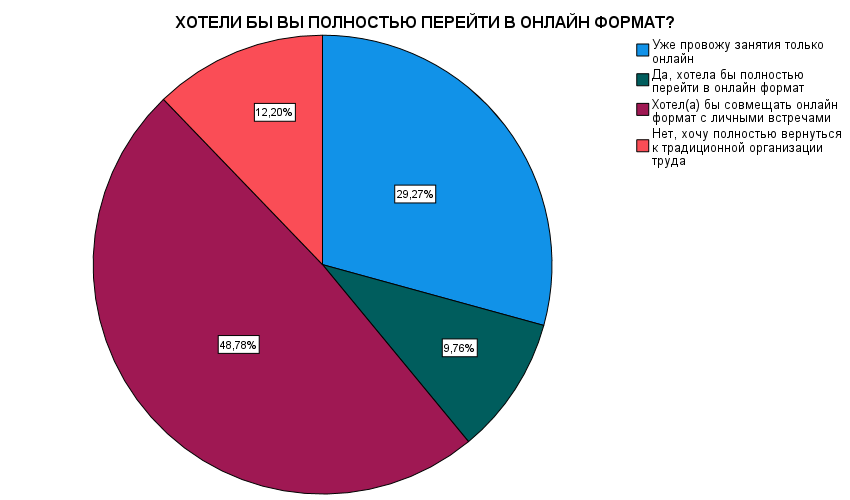 ХОТЕЛИ БЫ ВЫ ПОЛНОСТЬЮ ПЕРЕЙТИ В ОНЛАЙН ФОРМАТ?
Уже провожу занятия только
онлайн
Да, хотела бы полностью
перейти в онлайн формат
Хотел(а) бы совмещать онлайн
формат с личными встречами
Нет, хочу полностью вернуться
к традиционной организации
труда
12,20%
29,27%
48,78%
9,76%